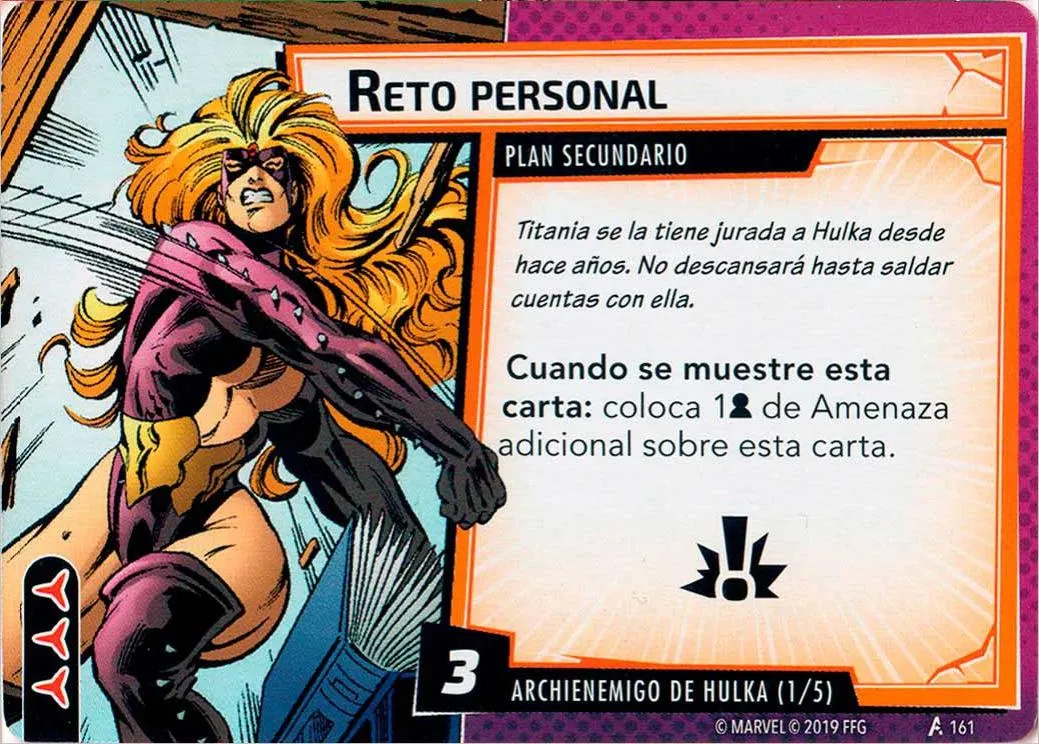 RETO PERSONAL
PLAN SECUNDARIO
Titania se la tiene jurada a Hulka desde
hace años. No descansará hasta saldar
cuentas con ella.
Cuando se muestre esta
carta: coloca 1 de Amenaza
adicional sobre esta carta.
3
ARCHIENEMIGO DE HULKA (1/5)
© MARVEL © 2019 FFG
161